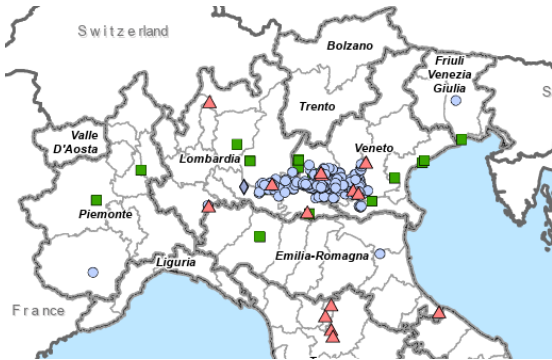 Switzerland
Bolzano
Friuli
Venezia
Giulia
S
Trento
Valle
D'Aosta
Veneto
Lombardia
Piemonte
Emilia-Romagna
Liguria
France